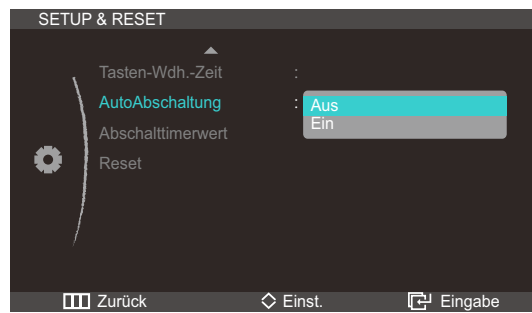 SETUP & RESET
Tasten-Wdh.-Zeit :
AutoAbschaltung : Aus
Ein
Abschalttimerwert
Reset
Zurück Einst. Eingabe